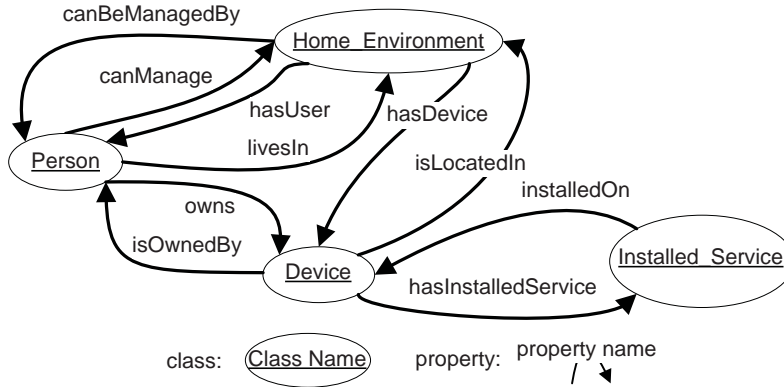 canBeManagedBy
Home_Environment
canManage
hasUser
hasDevice
Person
livesIn
isLocatedIn
owns
installedOn
isOwnedBy
Device
Installed_Service
hasInstalledService
class: Class Name property: property name